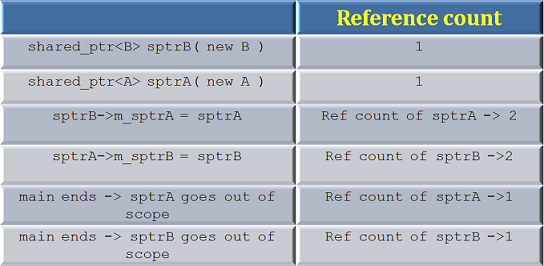 Reference count
shared_ptr<B> sptrB( new B )
1
shared_ptr<A> sptrA( new A )
1
sptrB->m_sptrA = sptrA
Ref count of sptrA -> 2
sptrA->m_sptrB = sptrB
Ref count of sptrB ->2
main ends -> sptrA goes out of
scope
Ref count of sptrA ->1
main ends -> sptrB goes out of
scope
Ref count of sptrB ->1